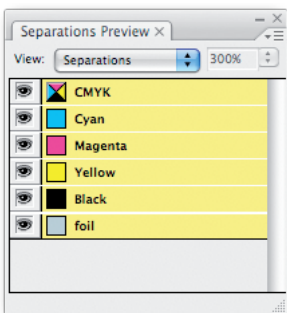 Separations Preview
View: Separations 300%
CMYK
Cyan
Magenta
Yellow
Black
foil